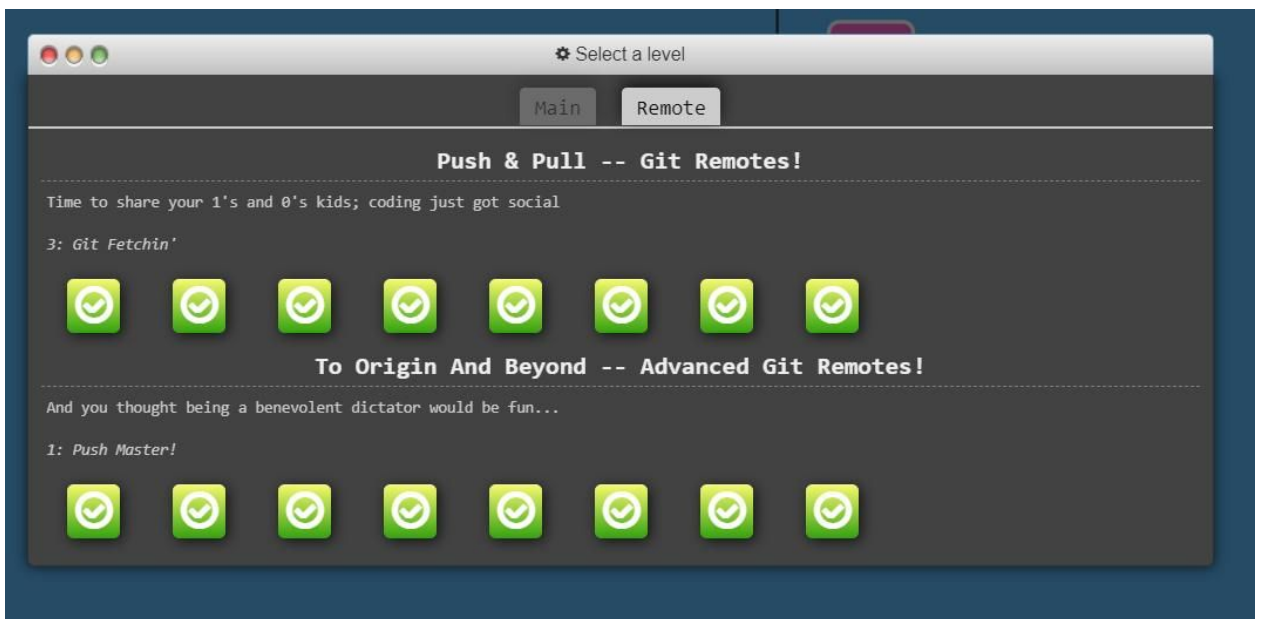 Select a level
Main
Remote
Push & Pull -- Git Remotes!
Time to share your 1's and 0's kids; coding just got social
3: Git Fetchin'
To Origin And Beyond -- Advanced Git Remotes!
And you thought being a benevolent dictator would be fun...
1: Push Master!